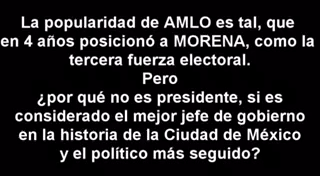 La popularidad de AMLO es tal, que
en 4 años posicionó a MORENA, como la
tercera fuerza electoral.
Pero
¿por qué no es presidente, si es
considerado el mejor jefe de gobierno
en la historia de la Ciudad de México
y el político más seguido?